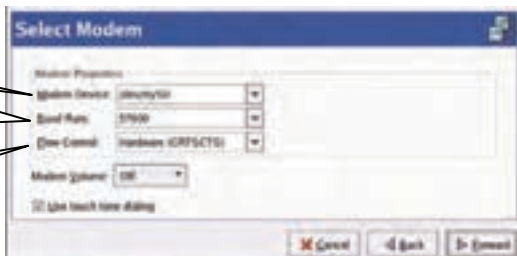 Select Modem
Modem Properties
Modem Device: /dev/ttyS0
Baud Rate: 57600
Flow Control: Hardware (CRTSCTS)
Modem Volume: Off
Use touch tone dialing
Cancel
Back
Forward